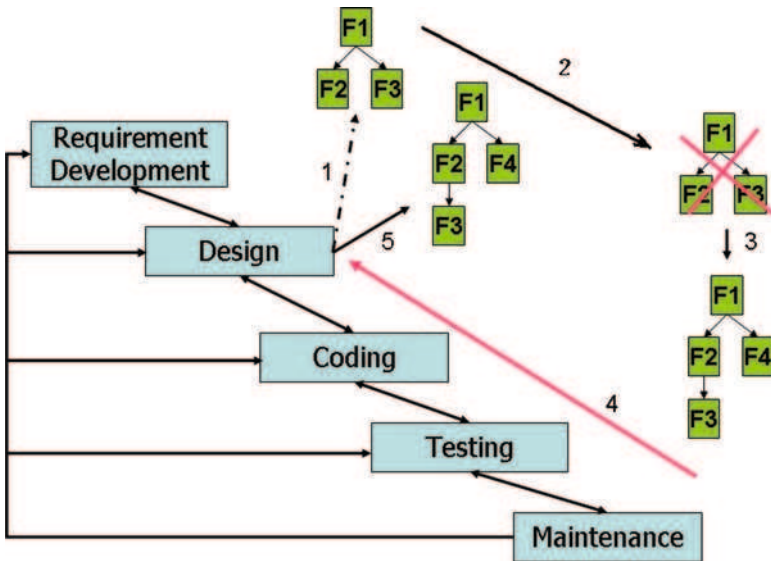 F1
F2 F3
2
F1
F2 F4
F3
F1
F2 F3
Requirement
Development
1
5
3
Design
F1
F2 F4
F3
Coding
4
Testing
Maintenance